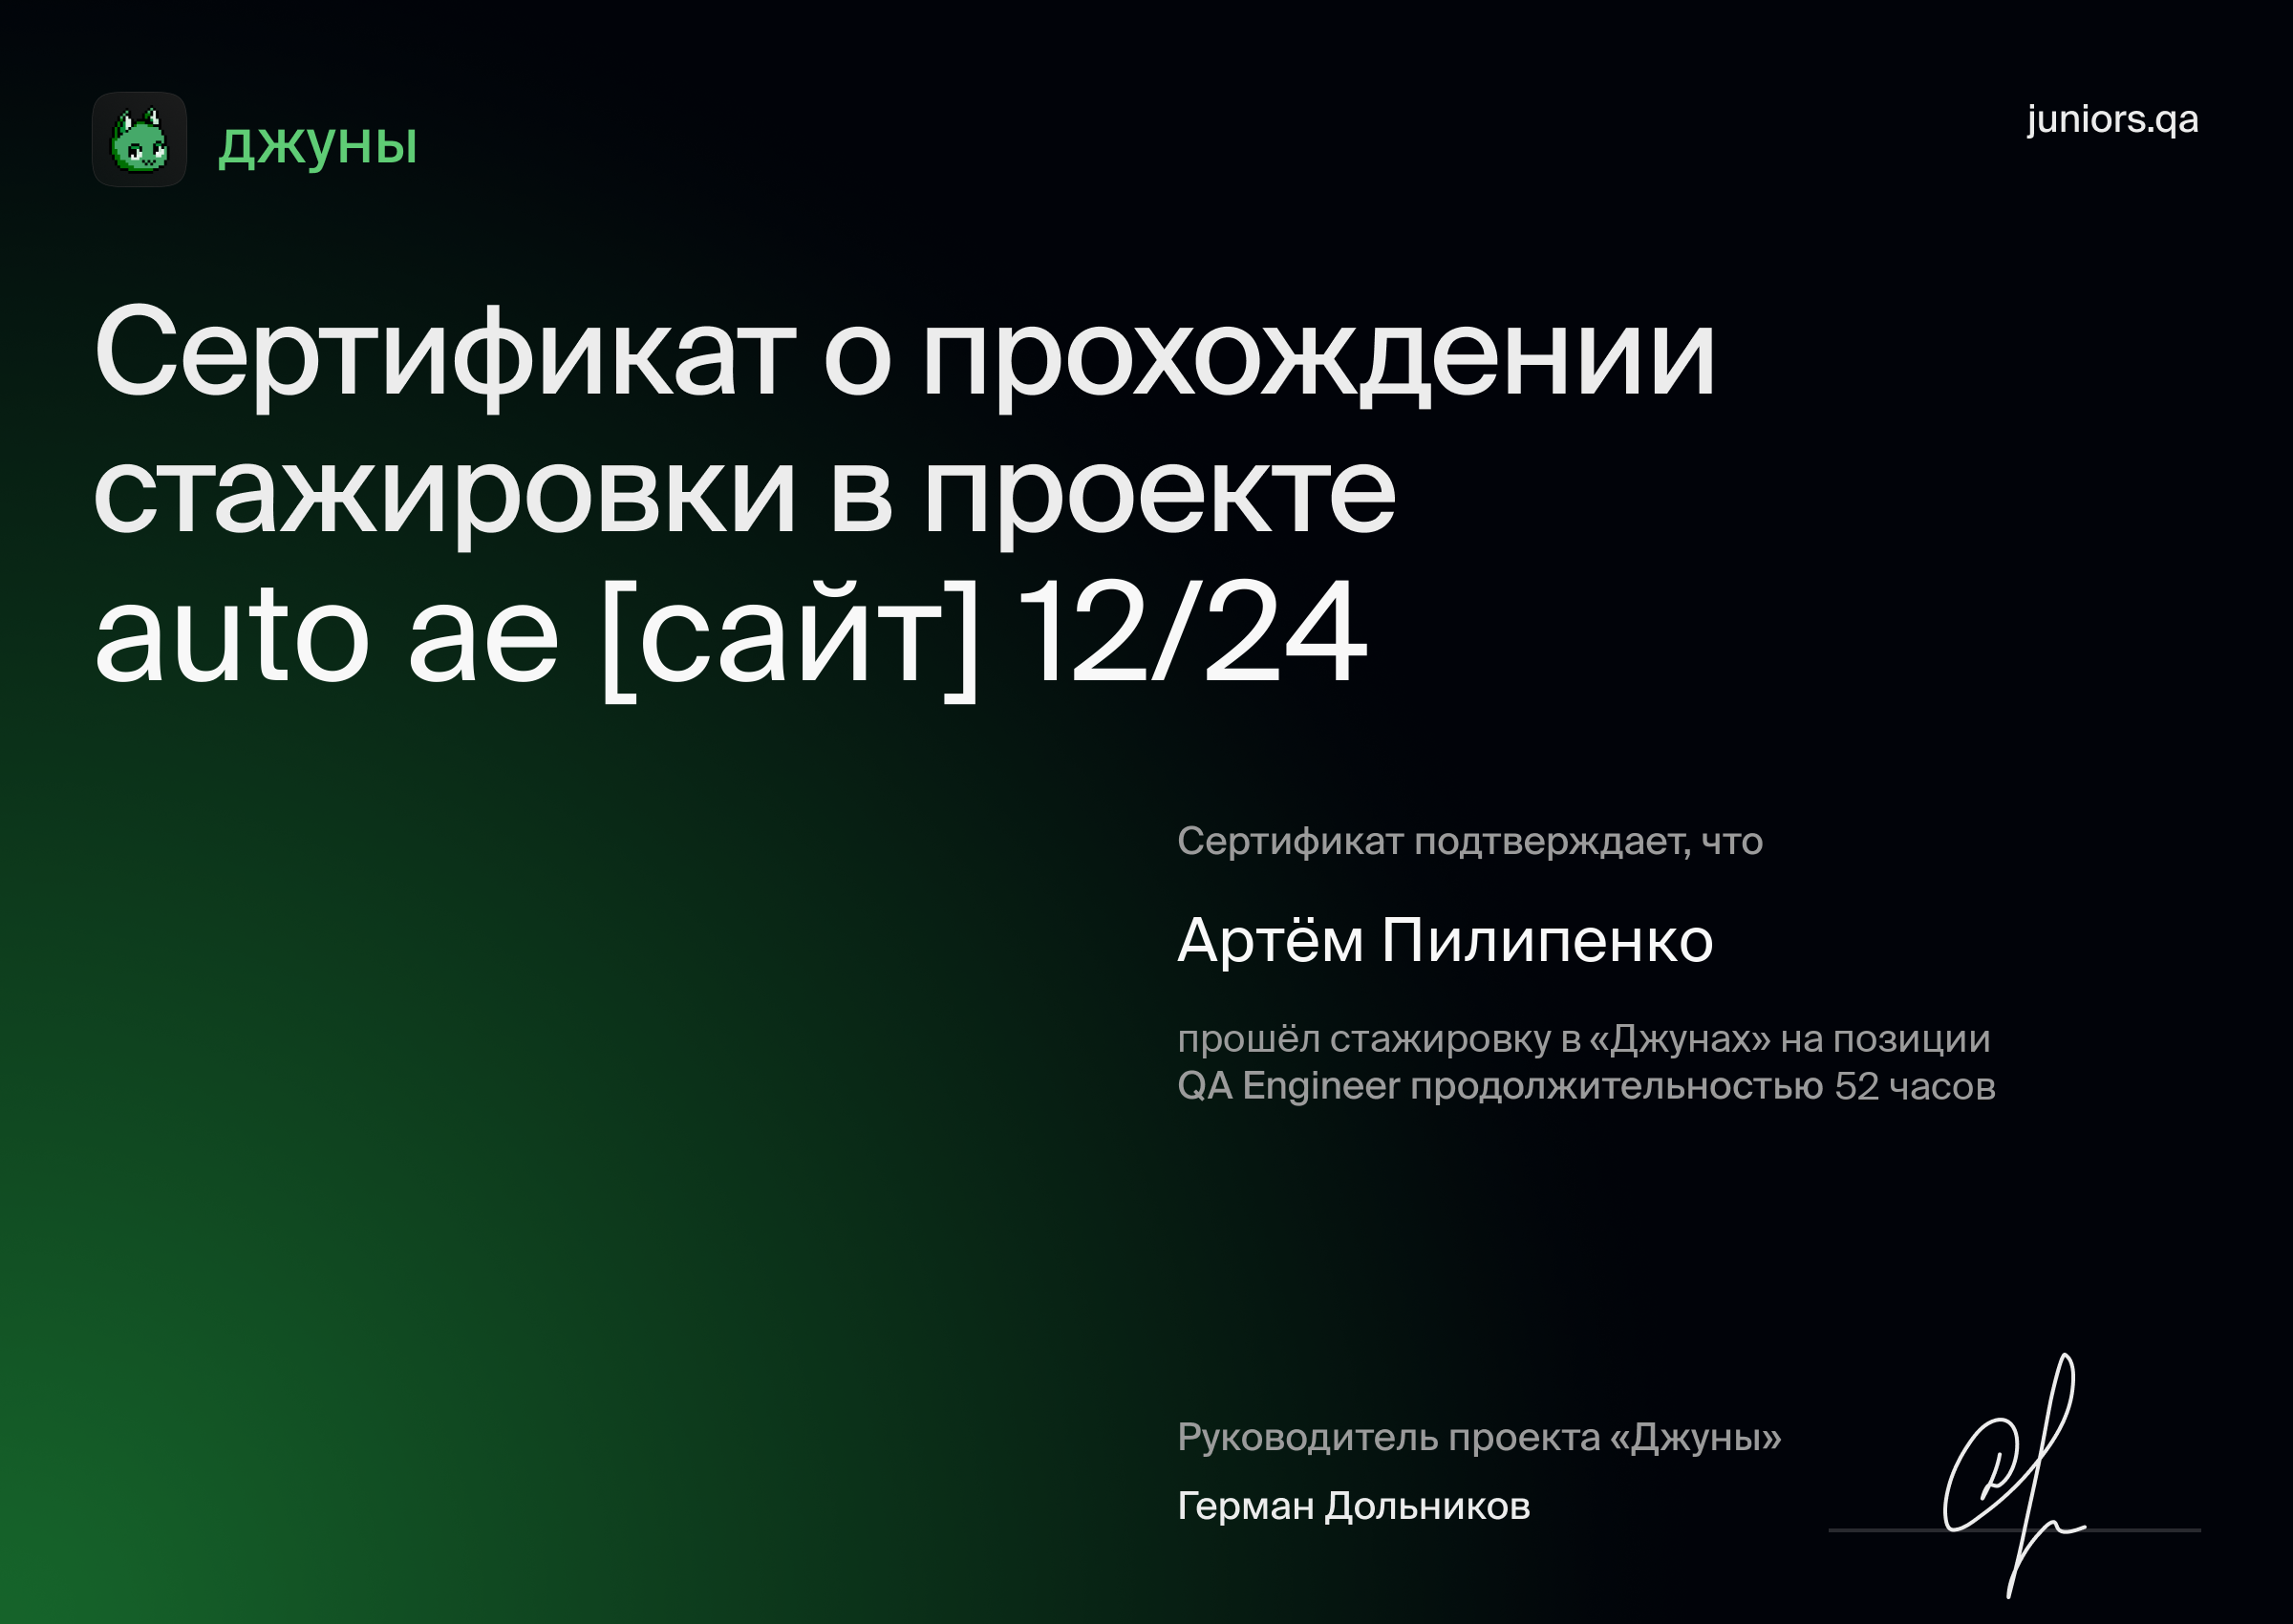 джуны
juniors.qa
Сертификат о прохождении
стажировки в проекте
auto ae [сайт] 12/24
Сертификат подтверждает, что
Артём Пилипенко
прошёл стажировку в «Джунах» на позиции
QA Engineer продолжительностью 52 часов
Руководитель проекта «Джуны»
Герман Дольников